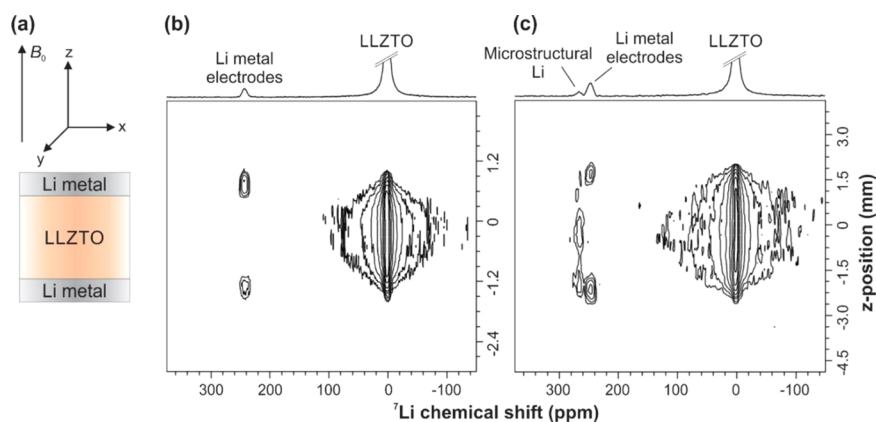 (a)
B₀
z
x
y
Li metal
LLZTO
Li metal
(b)
Li metal
electrodes
LLZTO
1.2
0
-1.2
-2.4
300
200
100
0
-100
(c)
Microstructural
Li
Li metal
electrodes
LLZTO
3.0
1.5
0
-1.5
-3.0
-4.5
z-position (mm)
300
200
100
0
-100
⁷Li chemical shift (ppm)